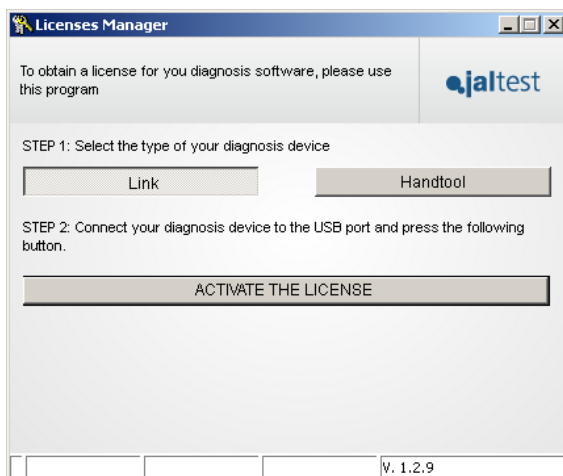 Licenses Manager
To obtain a license for you diagnosis software, please use
this program
jaltest
STEP 1: Select the type of your diagnosis device
Link
Handtool
STEP 2: Connect your diagnosis device to the USB port and press the following
button.
ACTIVATE THE LICENSE
V. 1.2.9